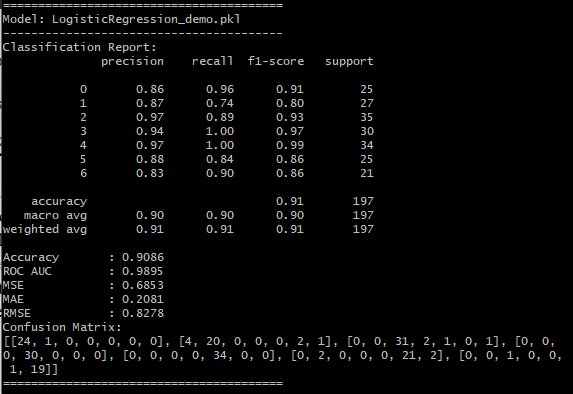 ========================================
Model: LogisticRegression_demo.pkl
----------------------------------------
Classification Report:
              precision    recall  f1-score   support

           0       0.86      0.96      0.91        25
           1       0.87      0.74      0.80        27
           2       0.97      0.89      0.93        35
           3       0.94      1.00      0.97        30
           4       0.97      1.00      0.99        34
           5       0.88      0.84      0.86        25
           6       0.83      0.90      0.86        21

    accuracy                           0.91       197
   macro avg       0.90      0.90      0.90       197
weighted avg       0.91      0.91      0.91       197

Accuracy       : 0.9086
ROC AUC        : 0.9895
MSE            : 0.6853
MAE            : 0.2081
RMSE           : 0.8278
Confusion Matrix:
[[24, 1, 0, 0, 0, 0, 0], [4, 20, 0, 0, 0, 2, 1], [0, 0, 31, 2, 1, 0, 1], [0, 0,
 0, 30, 0, 0, 0], [0, 0, 0, 0, 34, 0, 0], [0, 2, 0, 0, 0, 21, 2], [0, 0, 1, 0, 0,
 1, 19]]
========================================